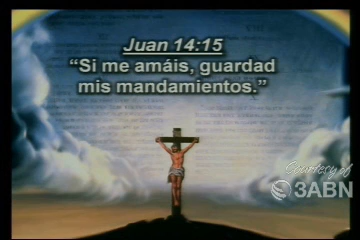 Juan 14:15
“Si me amáis, guardad
mis mandamientos.”
Courtesy of
3ABN